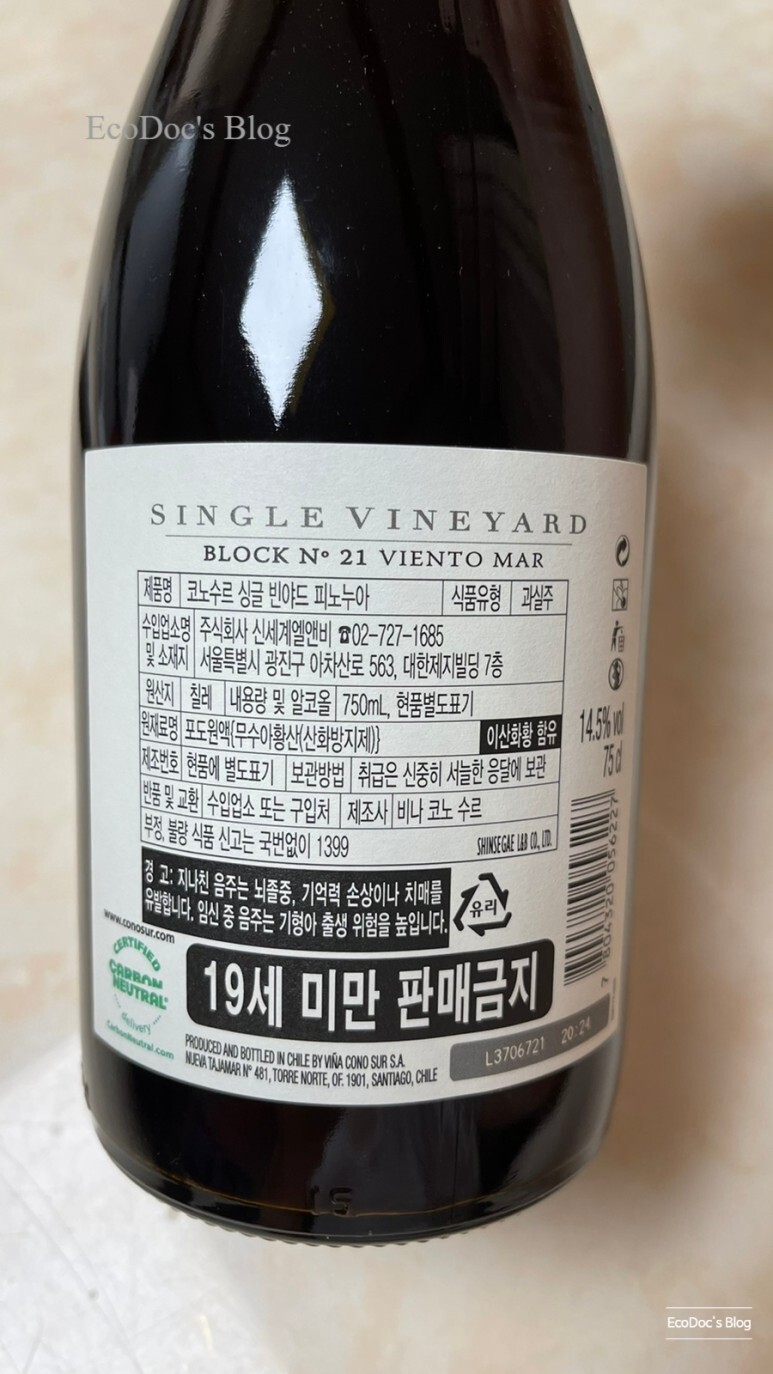 EcoDoc's Blog
SINGLE VINEYARD
BLOCK Nº 21 VIENTO MAR
제품명 코노수르 싱글 빈야드 피노누아 식품유형 과실주
수입업소명 및 소재지 주식회사 신세계엘앤비 ☎02-727-1685
서울특별시 광진구 아차산로 563, 대한제지빌딩 7층
원산지 칠레 내용량 및 알코올 750mL, 현품별도표기
원재료명 포도원액{무수아황산(산화방지제)} 이산화황 함유
제조번호 현품에 별도표기 보관방법 취급은 신중히 서늘한 응달에 보관
반품 및 교환 수입업소 또는 구입처 제조사 비냐 코노 수르
부정, 불량 식품 신고는 국번없이 1399 SHINSEGAE L&B CO., LTD.
14.5% vol
75 cl
경 고: 지나친 음주는 뇌졸중, 기억력 손상이나 치매를
유발합니다. 임신 중 음주는 기형아 출생 위험을 높입니다.
유리
www.conosur.com
CERTIFIED
CARBON
NEUTRAL®
delivery
CarbonNeutral.com
19세 미만 판매금지
7 804320 056227
PRODUCED AND BOTTLED IN CHILE BY VIÑA CONO SUR S.A.
NUEVA TAJAMAR Nº 481, TORRE NORTE, OF. 1901, SANTIAGO, CHILE
L3706721 20:24
15
EcoDoc's Blog